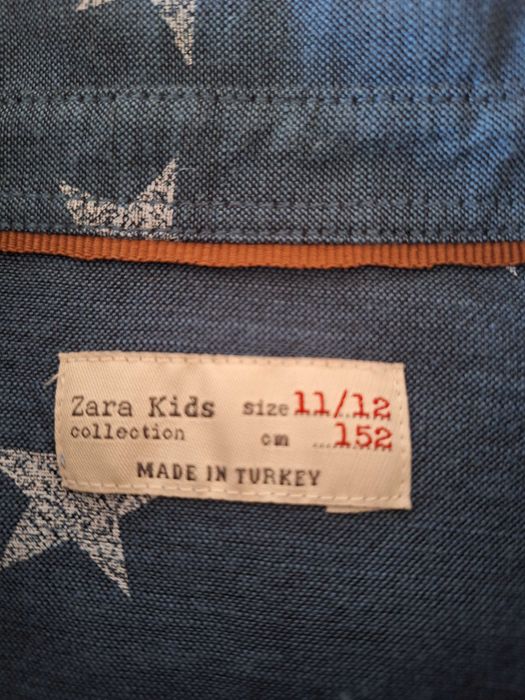 Zara Kids size 11/12
collection cm 152
MADE IN TURKEY